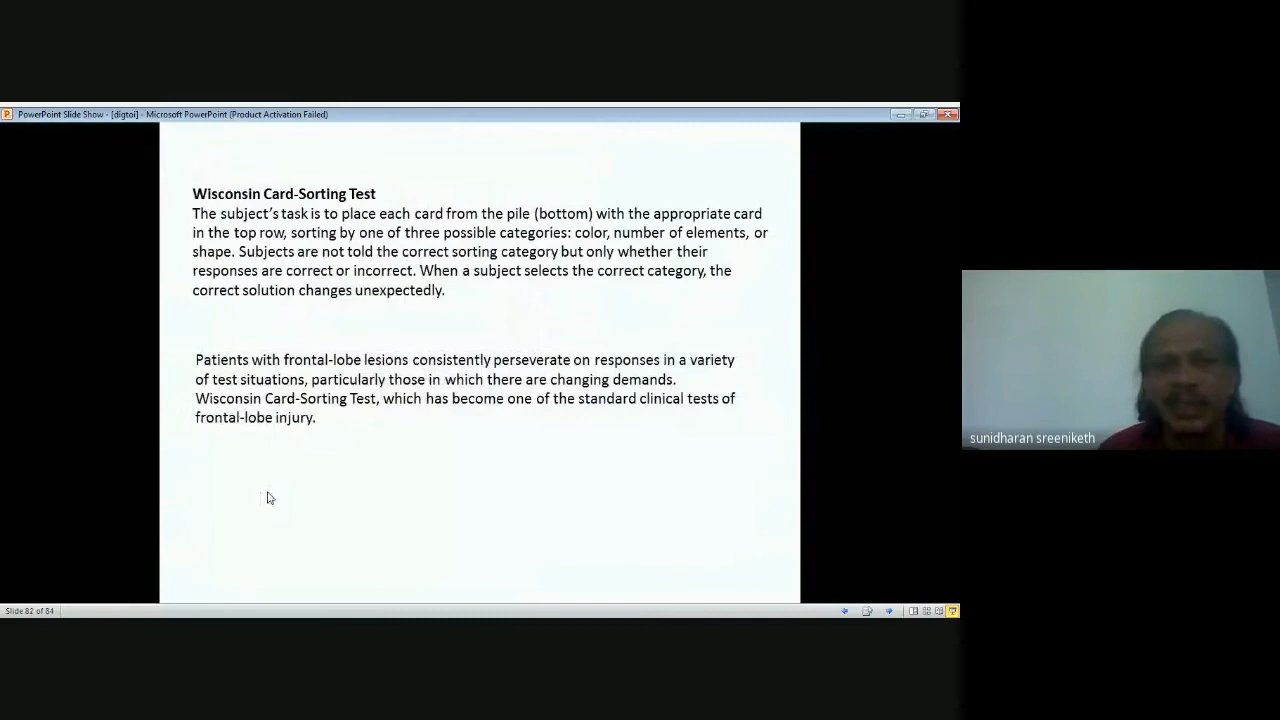 PowerPoint Slide Show - [digtoi] - Microsoft PowerPoint (Product Activation Failed)
Wisconsin Card-Sorting Test
The subject's task is to place each card from the pile (bottom) with the appropriate card
in the top row, sorting by one of three possible categories: color, number of elements, or
shape. Subjects are not told the correct sorting category but only whether their
responses are correct or incorrect. When a subject selects the correct category, the
correct solution changes unexpectedly.
Patients with frontal-lobe lesions consistently perseverate on responses in a variety
of test situations, particularly those in which there are changing demands.
Wisconsin Card-Sorting Test, which has become one of the standard clinical tests of
frontal-lobe injury.
sunidharan sreeniketh
Slide 82 of 84